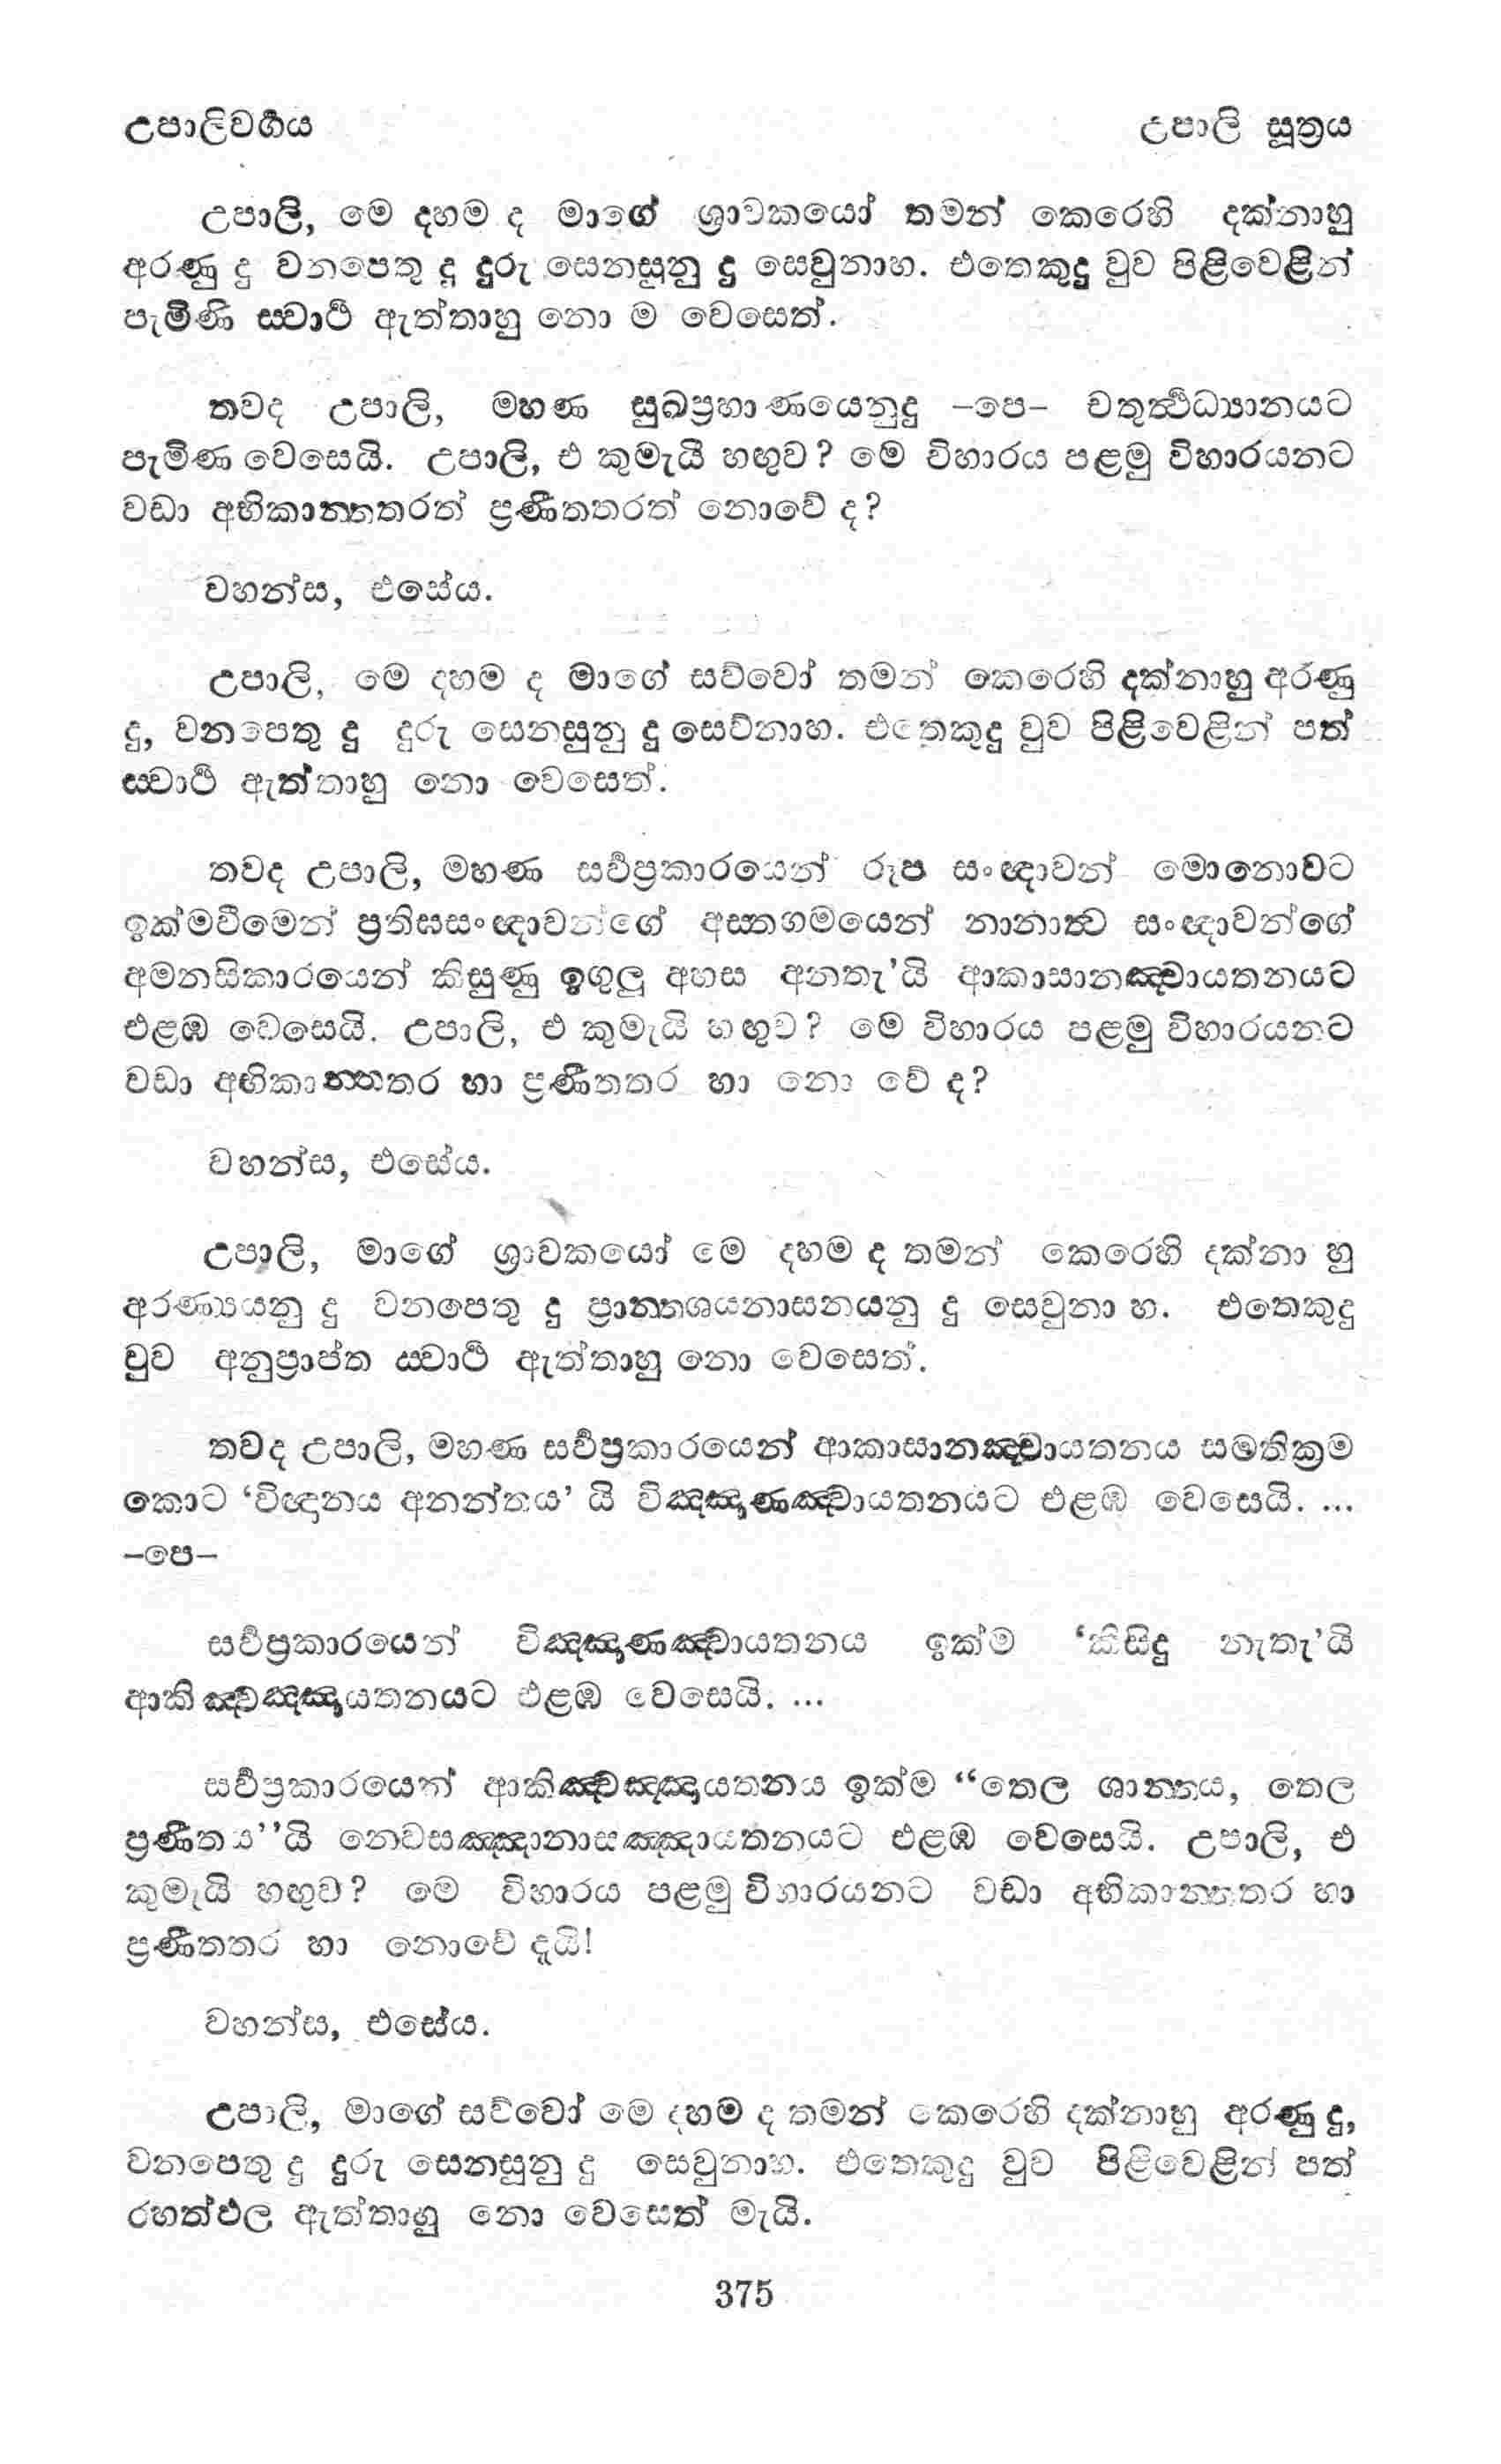 උපාලිවර්‍ගය
උපාලි සූත්‍රය
උපාලි, මෙ දහම ද මාගේ ශ්‍රාවකයෝ තමන් කෙරෙහි දක්නාහු
අරණු දු වනපෙතු දු දුරු සෙනසුනු දු සෙවුනාහ. එතෙකුදු වුව පිළිවෙළින්
පැමිණි ස්‍වාර්‍ථ ඇත්තාහු නො ම වෙසෙත්.
තවද උපාලි, මහණ සුඛප්‍රහාණයෙනුදු –පෙ– චතුර්‍ත්‍ථධ්‍යානයට
පැමිණ වෙසෙයි. උපාලි, එ කුමැයී හඟුව? මෙ විහාරය පළමු විහාරයනට
වඩා අභිකාන්‍තතරත් ප්‍රණීතතරත් නොවේ ද?
වහන්ස, එසේය.
උපාලි, මෙ දහම ද මාගේ සව්වෝ තමන් කෙරෙහි දක්නාහු අරණු
දු, වනපෙතු දු දුරු සෙනසුනු දු සෙව්නාහ. එතෙකුදු වුව පිළිවෙළින් පත්
ස්‍වාර්‍ථ ඇත්තාහු නො වෙසෙත්.
තවද උපාලි, මහණ සර්‍වප්‍රකාරයෙන් රූප සංඥාවන් මොනොවට
ඉක්මවීමෙන් ප්‍රතිඝසංඥාවන්ගේ අස්‍තගමයෙන් නානාත්‍ව සංඥාවන්ගේ
අමනසිකාරයෙන් කිසුණු ඉගුලූ අහස අනතැ’යි ආකාසානඤ්චායතනයට
එළඹ වෙසෙයි. උපාලි, එ කුමැයි හඟුව? මෙ විහාරය පළමු විහාරයනට
වඩා අභිකාන්‍තතර හා ප්‍රණීතතර හා නො වේ ද?
වහන්ස, එසේය.
උපාලි, මාගේ ශ්‍රාවකයෝ මෙ දහම ද තමන් කෙරෙහි දක්නා හු
අරණ්‍යයනු දු වනපෙතු දු ප්‍රාන්‍තශයනාසනයනු දු සෙවුනා හ. එතෙකුදු
වුව අනුප්‍රාප්ත ස්‍වාර්‍ථ ඇත්තාහු නො වෙසෙත්.
තවද උපාලි, මහණ සර්‍වප්‍රකාරයෙන් ආකාසානඤ්චායතනය සමතික්‍රම
කොට ‘විඥානය අනන්තය’ යි විඤ්ඤාණඤ්චායතනයට එළඹ වෙසෙයි. ...
–පෙ–
සර්‍වප්‍රකාරයෙන් විඤ්ඤාණඤ්චායතනය ඉක්ම ‘කිසිදු නැතැ’යි
ආකිඤ්චඤ්ඤායතනයට එළඹ වෙසෙයි. ...
සර්‍වප්‍රකාරයෙන් ආකිඤ්චඤ්ඤායතනය ඉක්ම “තෙල ශාන්‍තය, තෙල
ප්‍රණීතය’’යි නෙවසඤ්ඤානාසඤ්ඤායතනයට එළඹ වෙසෙයි. උපාලි, එ
කුමැයි හඟුව? මෙ විහාරය පළමු විහාරයනට වඩා අභිකාන්‍තතර හා
ප්‍රණීතතර හා නොවේ දැයි!
වහන්ස, එසේය.
උපාලි, මාගේ සව්වෝ මෙ දහම ද තමන් කෙරෙහි දක්නාහු අරණු දු,
වනපෙතු දු දුරු සෙනසුනු දු සෙවුනාහ. එතෙකුදු වුව පිළිවෙළින් පත්
රහත්ඵල ඇත්තාහු නො වෙසෙත් මැයි.
375